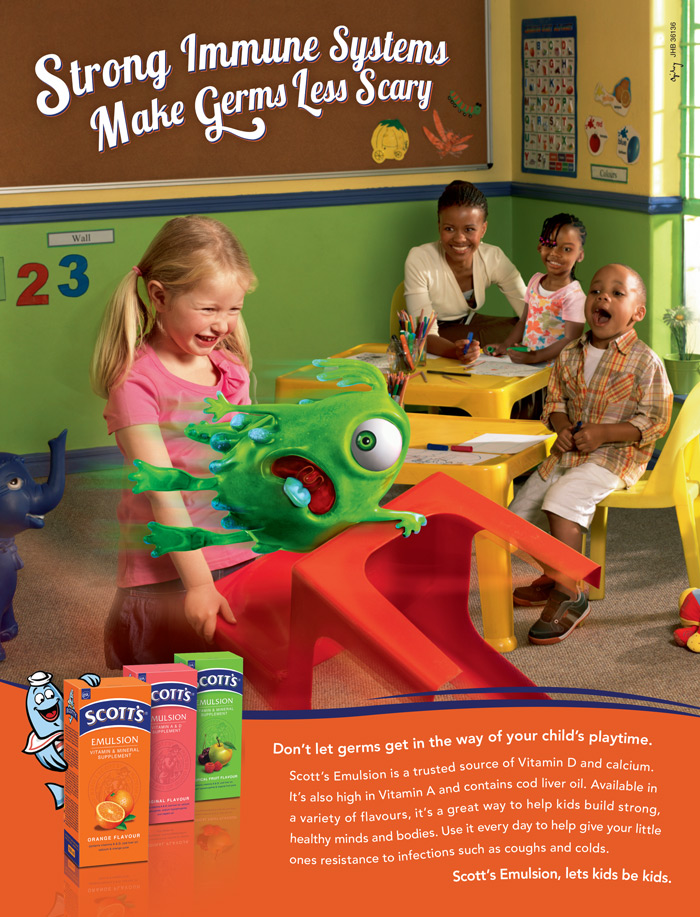 Strong Immune Systems
Make Germs Less Scary
JHB 36136
Wall
2 3
Colours
SCOTT'S
EMULSION
VITAMIN & MINERAL
SUPPLEMENT
ORANGE FLAVOUR
SCOTT'S
EMULSION
VITAMIN A & D
SUPPLEMENT
ORIGINAL FLAVOUR
SCOTT'S
EMULSION
VITAMIN & MINERAL
SUPPLEMENT
FRUIT FLAVOUR
Don't let germs get in the way of your child's playtime.
Scott's Emulsion is a trusted source of Vitamin D and calcium.
It's also high in Vitamin A and contains cod liver oil. Available in
a variety of flavours, it's a great way to help kids build strong,
healthy minds and bodies. Use it every day to help give your little
ones resistance to infections such as coughs and colds.
Scott's Emulsion, lets kids be kids.